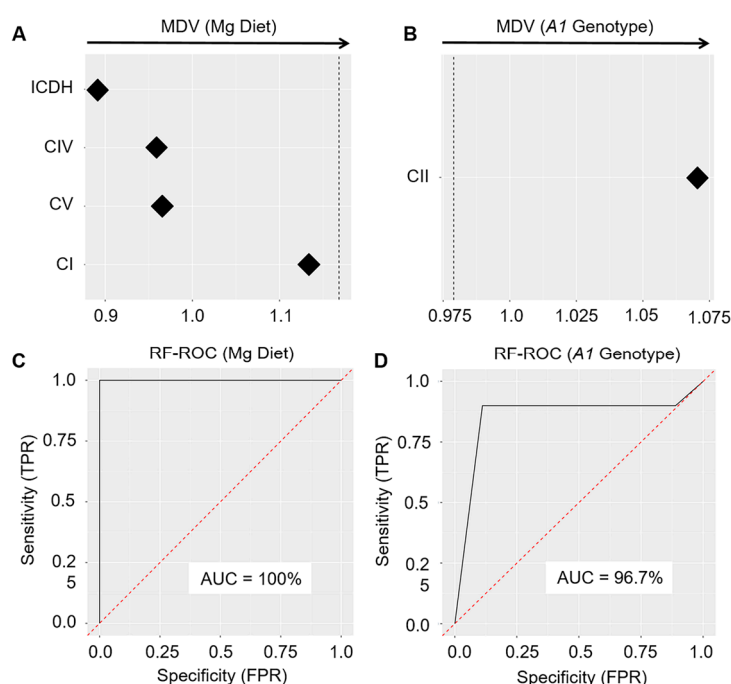 A
MDV (Mg Diet)
ICDH
CIV
CV
CI
0.9 1.0 1.1
B
MDV (A1 Genotype)
CII
0.975 1.0 1.025 1.05 1.075
C
RF-ROC (Mg Diet)
Sensitivity (TPR)
1.0
0.75
0.5
0.2
5
0.0
AUC = 100%
0.0 0.25 0.5 0.75 1.0
Specificity (FPR)
D
RF-ROC (A1 Genotype)
Sensitivity (TPR)
1.0
0.75
0.5
0.2
5
0.0
AUC = 96.7%
0.0 0.25 0.5 0.75 1.0
Specificity (FPR)